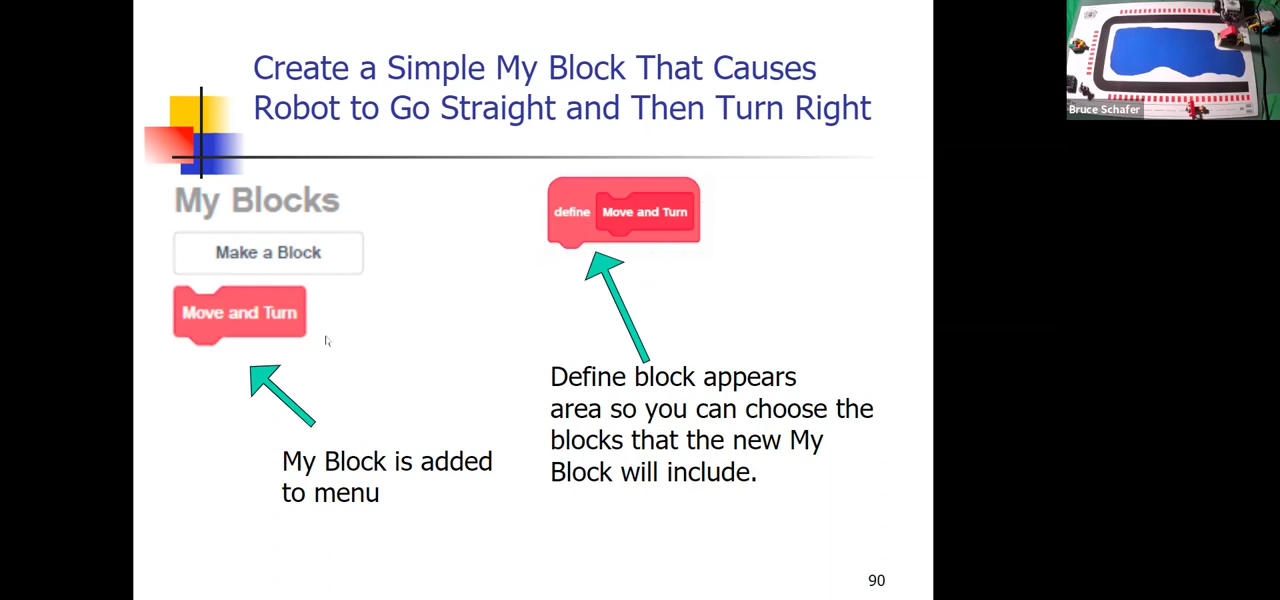 Create a Simple My Block That Causes
Robot to Go Straight and Then Turn Right
My Blocks
Make a Block
Move and Turn
My Block is added
to menu
define Move and Turn
Define block appears
area so you can choose the
blocks that the new My
Block will include.
90
Bruce Schafer